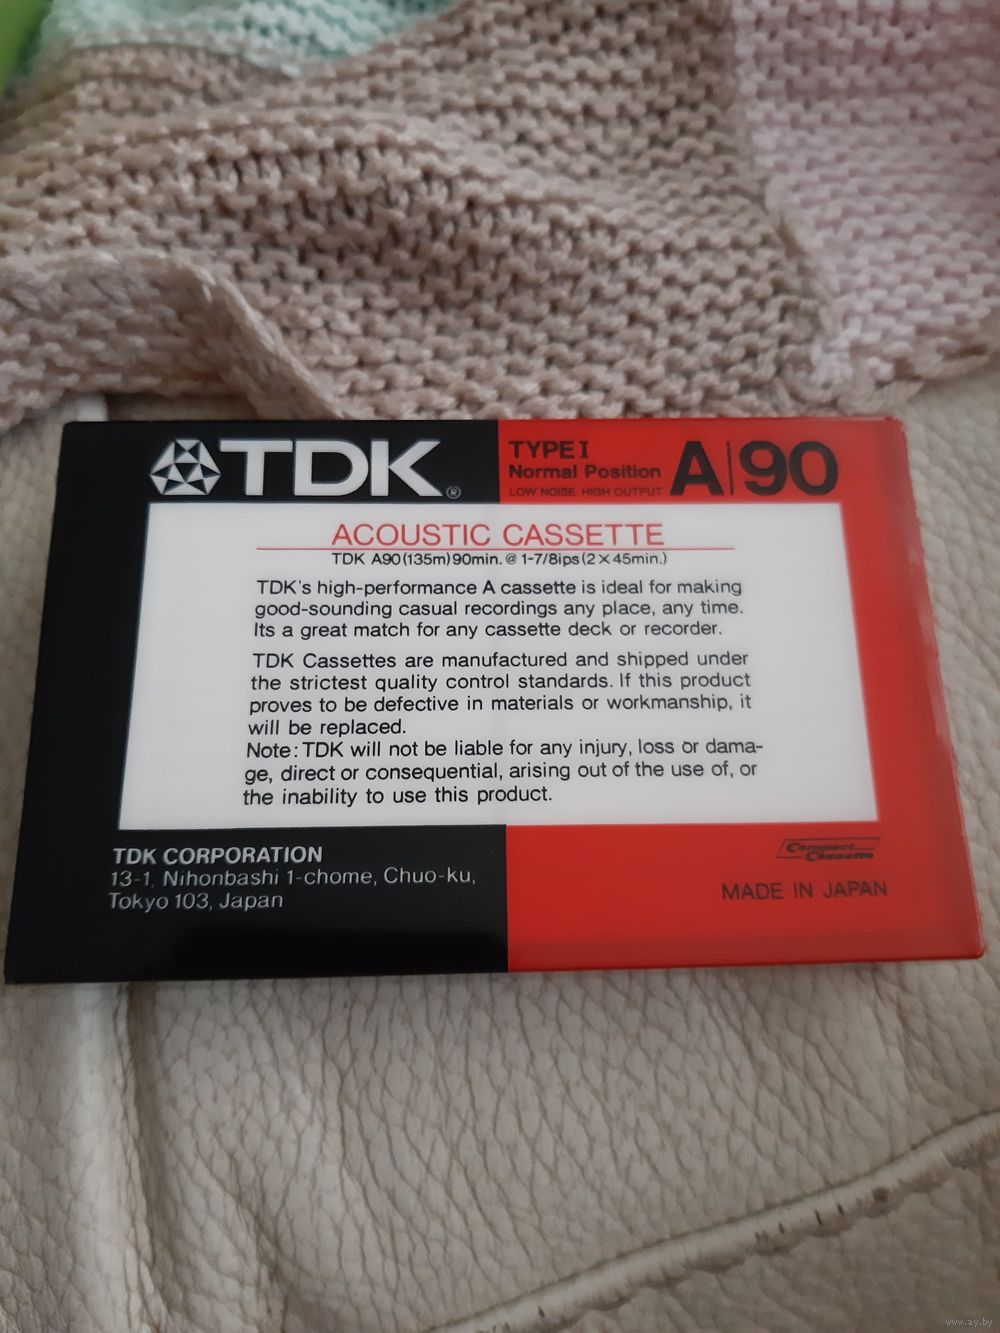 TDK®
TYPE I
Normal Position
LOW NOISE HIGH OUTPUT
A|90
ACOUSTIC CASSETTE
TDK A90(135m)90min.@1-7/8ips(2×45min.)
TDK's high-performance A cassette is ideal for making
good-sounding casual recordings any place, any time.
Its a great match for any cassette deck or recorder.
TDK Cassettes are manufactured and shipped under
the strictest quality control standards. If this product
proves to be defective in materials or workmanship, it
will be replaced.
Note: TDK will not be liable for any injury, loss or dama-
ge, direct or consequential, arising out of the use of, or
the inability to use this product.
TDK CORPORATION
13-1, Nihonbashi 1-chome, Chuo-ku,
Tokyo 103, Japan
Compact
Cassette
MADE IN JAPAN
www.ay.by